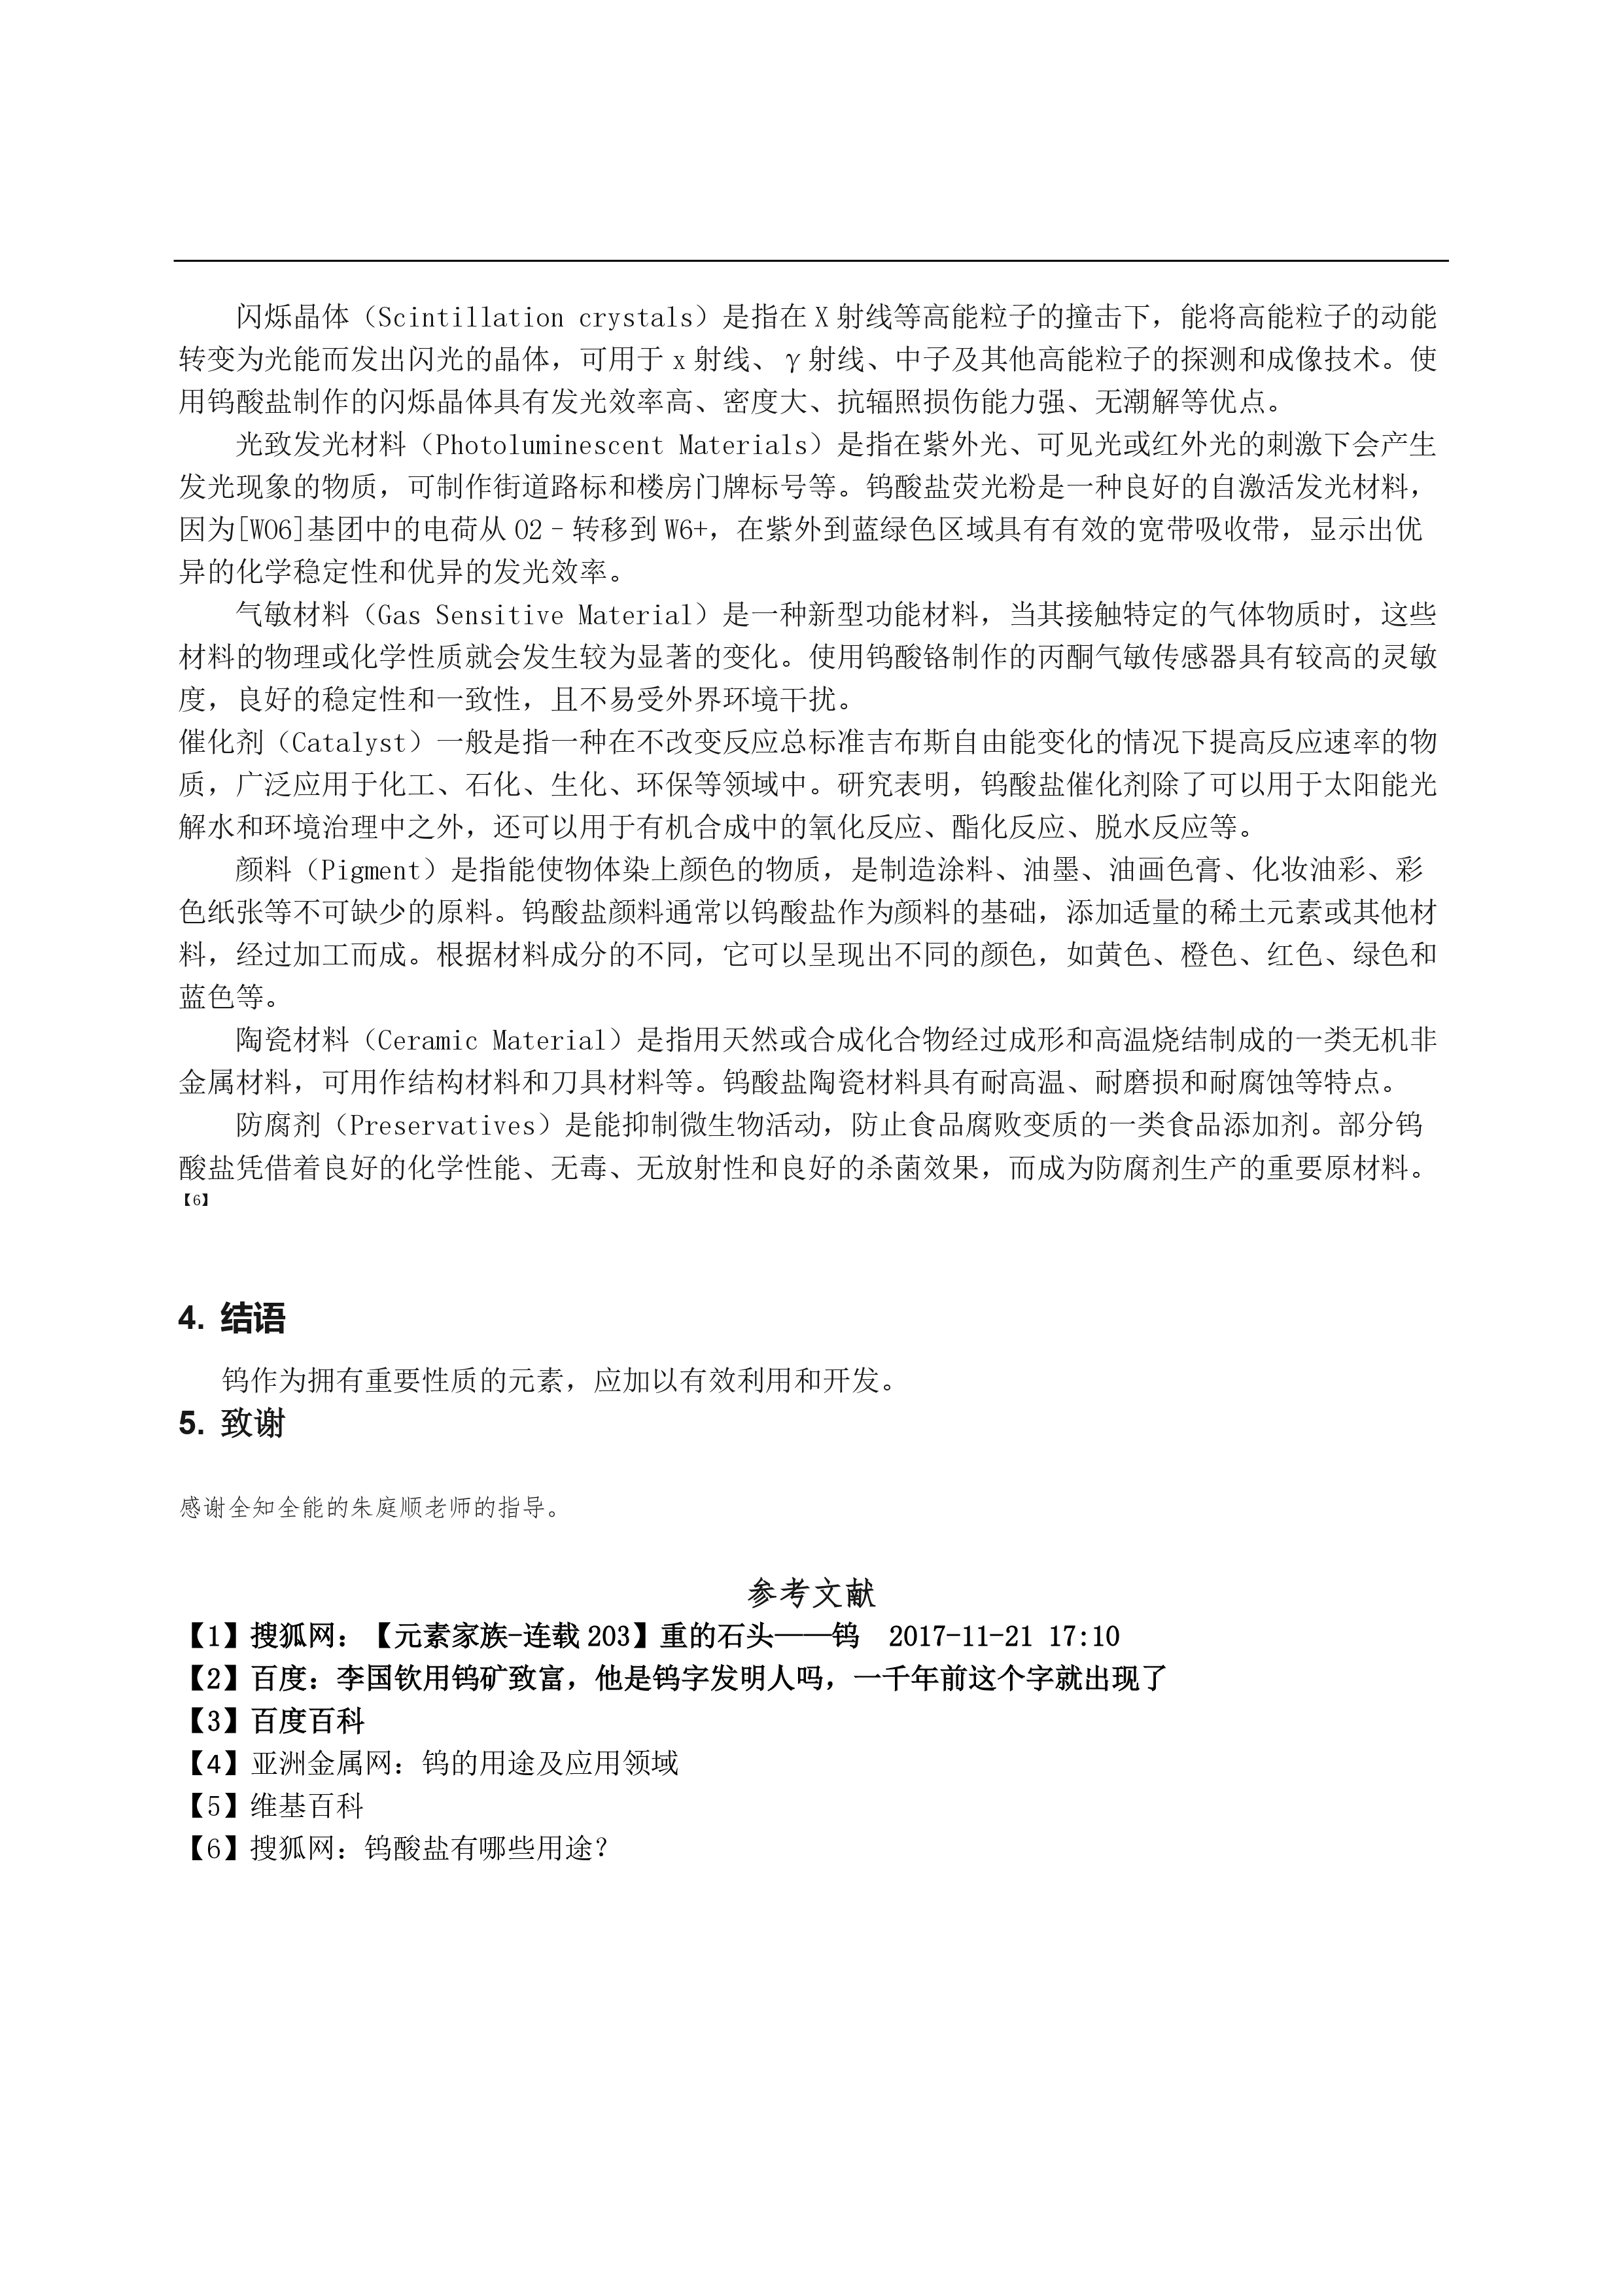 闪烁晶体（Scintillation crystals）是指在 X 射线等高能粒子的撞击下，能将高能粒子的动能
转变为光能而发出闪光的晶体，可用于 x 射线、γ 射线、中子及其他高能粒子的探测和成像技术。使
用钨酸盐制作的闪烁晶体具有发光效率高、密度大、抗辐照损伤能力强、无潮解等优点。
光致发光材料（Photoluminescent Materials）是指在紫外光、可见光或红外光的刺激下会产生
发光现象的物质，可制作街道路标和楼房门牌标号等。钨酸盐荧光粉是一种良好的自激活发光材料，
因为[WO6]基团中的电荷从 O2﹣转移到 W6+，在紫外到蓝绿色区域具有有效的宽带吸收带，显示出优
异的化学稳定性和优异的发光效率。
气敏材料（Gas Sensitive Material）是一种新型功能材料，当其接触特定的气体物质时，这些
材料的物理或化学性质就会发生较为显著的变化。使用钨酸铬制作的丙酮气敏传感器具有较高的灵敏
度，良好的稳定性和一致性，且不易受外界环境干扰。
催化剂（Catalyst）一般是指一种在不改变反应总标准吉布斯自由能变化的情况下提高反应速率的物
质，广泛应用于化工、石化、生化、环保等领域中。研究表明，钨酸盐催化剂除了可以用于太阳能光
解水和环境治理中之外，还可以用于有机合成中的氧化反应、酯化反应、脱水反应等。
颜料（Pigment）是指能使物体染上颜色的物质，是制造涂料、油墨、油画色膏、化妆油彩、彩
色纸张等不可缺少的原料。钨酸盐颜料通常以钨酸盐作为颜料的基础，添加适量的稀土元素或其他材
料，经过加工而成。根据材料成分的不同，它可以呈现出不同的颜色，如黄色、橙色、红色、绿色和
蓝色等。
陶瓷材料（Ceramic Material）是指用天然或合成化合物经过成形和高温烧结制成的一类无机非
金属材料，可用作结构材料和刀具材料等。钨酸盐陶瓷材料具有耐高温、耐磨损和耐腐蚀等特点。
防腐剂（Preservatives）是能抑制微生物活动，防止食品腐败变质的一类食品添加剂。部分钨
酸盐凭借着良好的化学性能、无毒、无放射性和良好的杀菌效果，而成为防腐剂生产的重要原材料。
【6】
4. 结语
钨作为拥有重要性质的元素，应加以有效利用和开发。
5. 致谢
感谢全知全能的朱庭顺老师的指导。
参考文献
【1】搜狐网：【元素家族-连载 203】重的石头——钨 2017-11-21 17:10
【2】百度：李国钦用钨矿致富，他是钨字发明人吗，一千年前这个字就出现了
【3】百度百科
【4】亚洲金属网：钨的用途及应用领域
【5】维基百科
【6】搜狐网：钨酸盐有哪些用途？